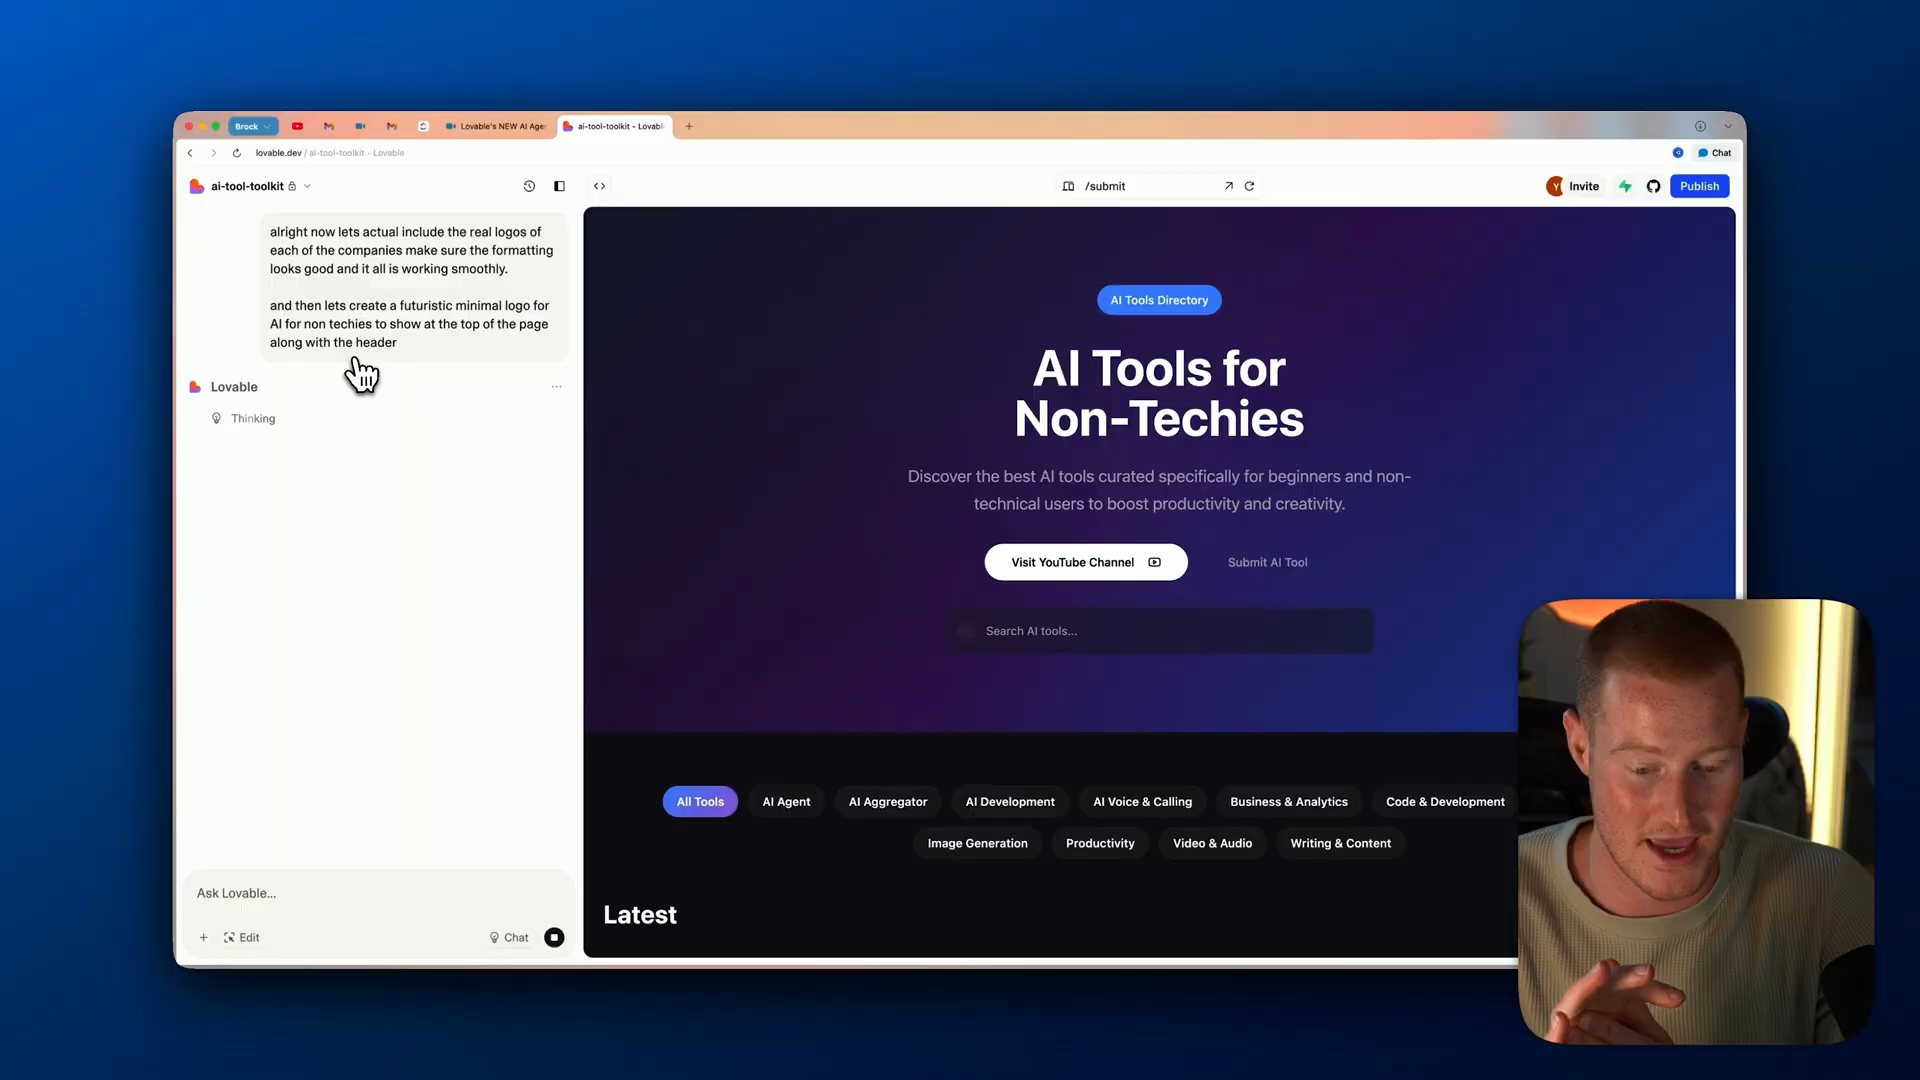 Brock
Lovable's NEW AI Age
ai-tool-toolkit - Lovabl
lovable.dev / ai-tool-toolkit - Lovable
Chat
ai-tool-toolkit
/submit
Y
Invite
Publish
alright now lets actual include the real logos of
each of the companies make sure the formatting
looks good and it all is working smoothly.
and then lets create a futuristic minimal logo for
AI for non techies to show at the top of the page
along with the header
Lovable
Thinking
Ask Lovable...
Edit
Chat
AI Tools Directory
AI Tools for
Non-Techies
Discover the best AI tools curated specifically for beginners and non-
technical users to boost productivity and creativity.
Visit YouTube Channel
Submit AI Tool
Search AI tools...
All Tools
AI Agent
AI Aggregator
AI Development
AI Voice & Calling
Business & Analytics
Code & Development
Image Generation
Productivity
Video & Audio
Writing & Content
Latest